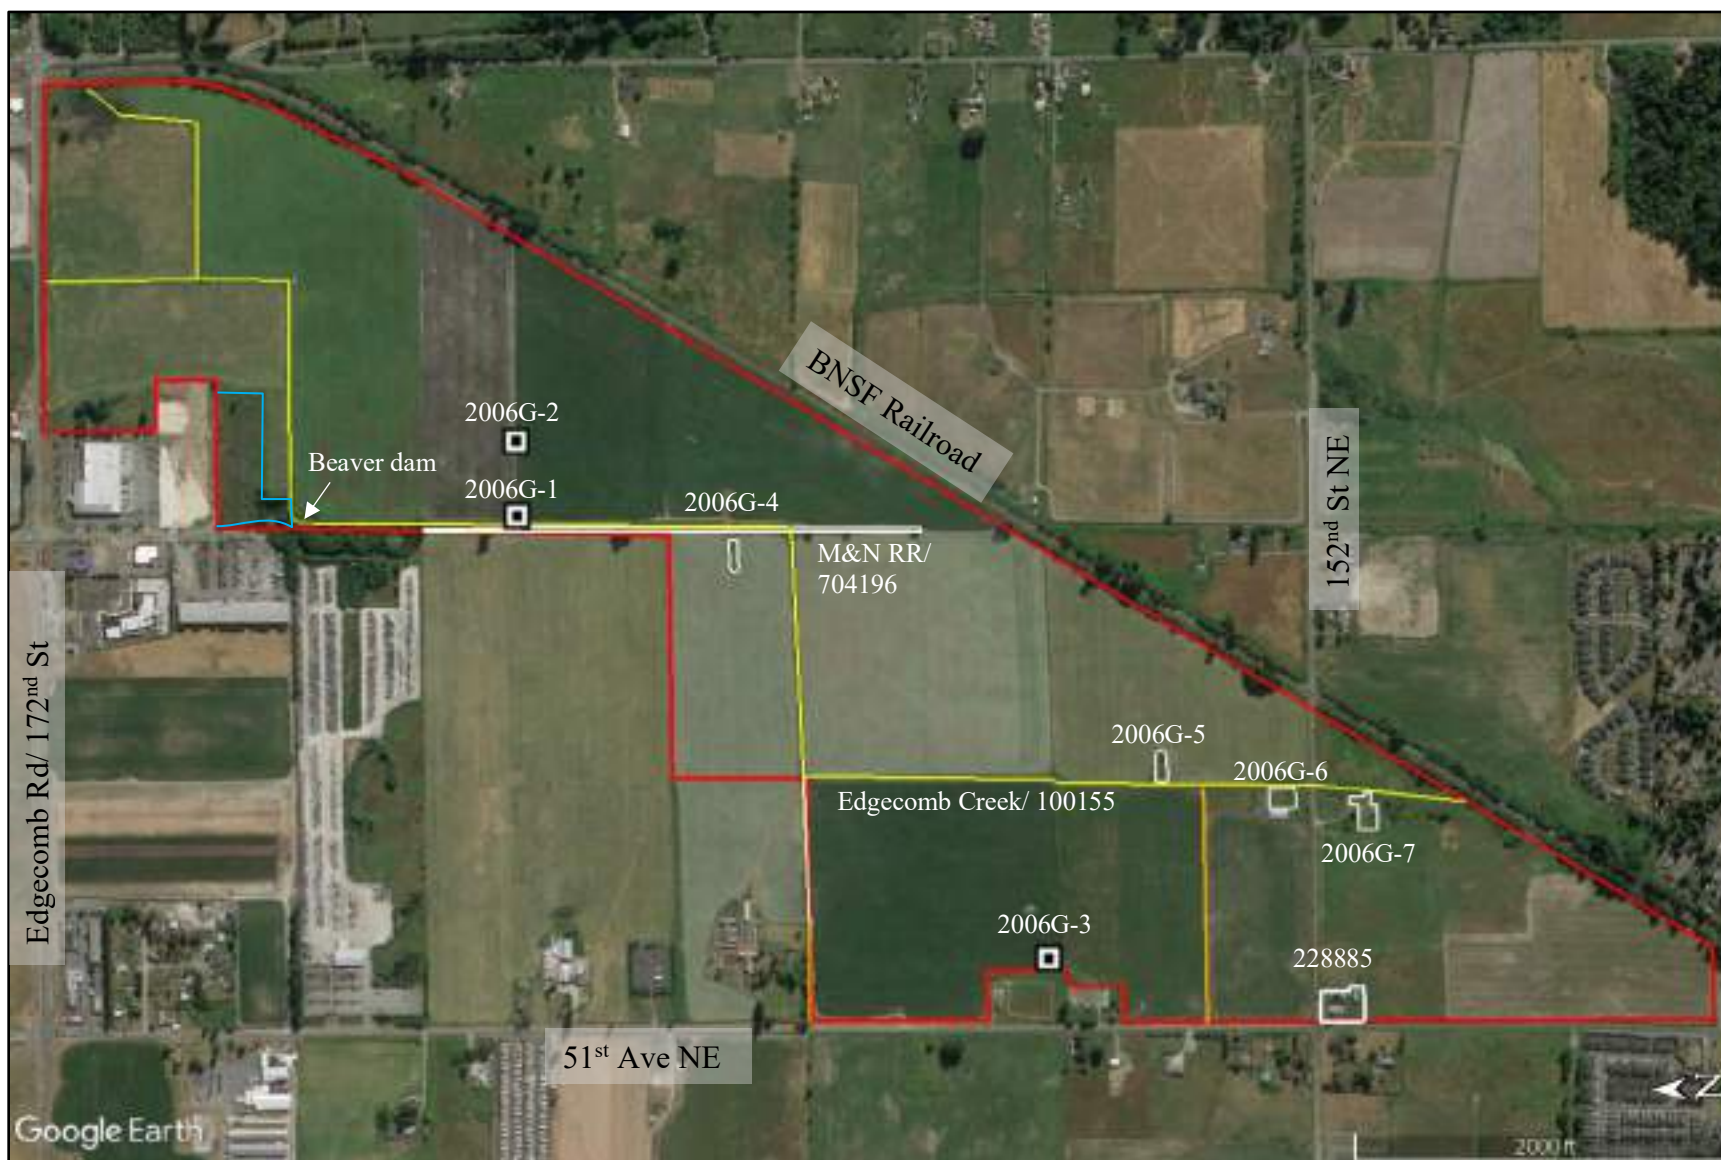 2006G-2
Beaver dam
2006G-1
2006G-4
BNSF Railroad
M&N RR/
704196
152nd St NE
Edgecomb Rd/ 172nd St
2006G-5
2006G-6
Edgecomb Creek/ 100155
2006G-7
2006G-3
228885
51st Ave NE
Google Earth
N
2000 ft